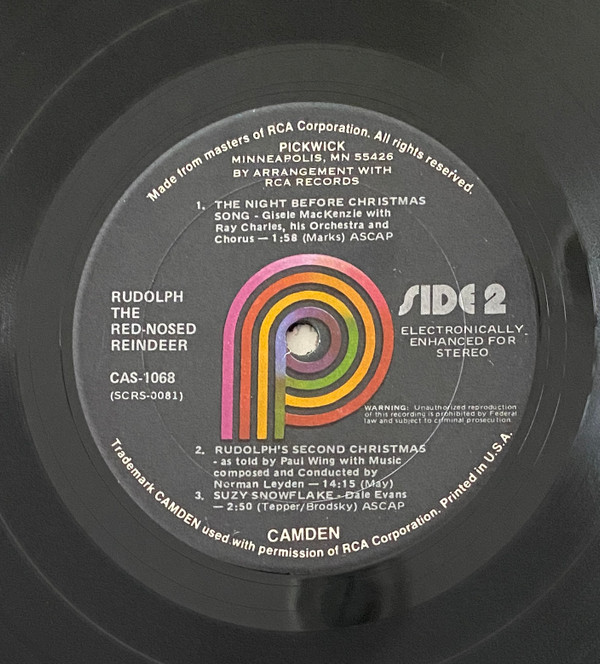 Made from masters of RCA Corporation. All rights reserved.
PICKWICK
MINNEAPOLIS, MN 55426
BY ARRANGEMENT WITH
RCA RECORDS
1. THE NIGHT BEFORE CHRISTMAS
SONG - Gisele MacKenzie with
Ray Charles, his Orchestra and
Chorus — 1:58 (Marks) ASCAP
RUDOLPH
THE
RED-NOSED
REINDEER
CAS-1068
(SCRS-0081)
SIDE 2
ELECTRONICALLY
ENHANCED FOR
STEREO
WARNING: Unauthorized reproduction
of this recording is prohibited by Federal
law and subject to criminal prosecution.
2. RUDOLPH'S SECOND CHRISTMAS
- as told by Paul Wing with Music
composed and Conducted by
Norman Leyden — 14:15 (May)
3. SUZY SNOWFLAKE - Dale Evans
— 2:50 (Tepper/Brodsky) ASCAP
CAMDEN
Trademark CAMDEN used with permission of RCA Corporation. Printed in U.S.A.